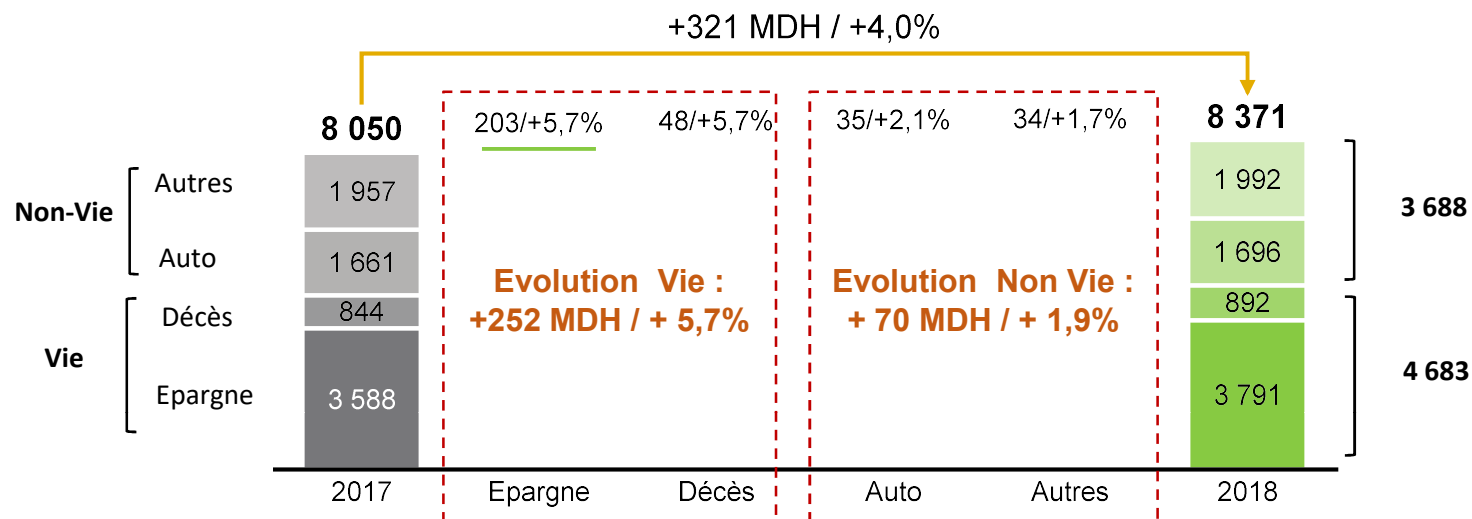 +321 MDH / +4,0%
8 050
203/+5,7%
48/+5,7%
35/+2,1%
34/+1,7%
8 371
Non-Vie
Autres
1 957
1 992
3 688
Auto
1 661
1 696
Evolution Vie :
+252 MDH / + 5,7%
Evolution Non Vie :
+ 70 MDH / + 1,9%
Vie
Décès
844
892
4 683
Epargne
3 588
3 791
2017
Epargne
Décès
Auto
Autres
2018